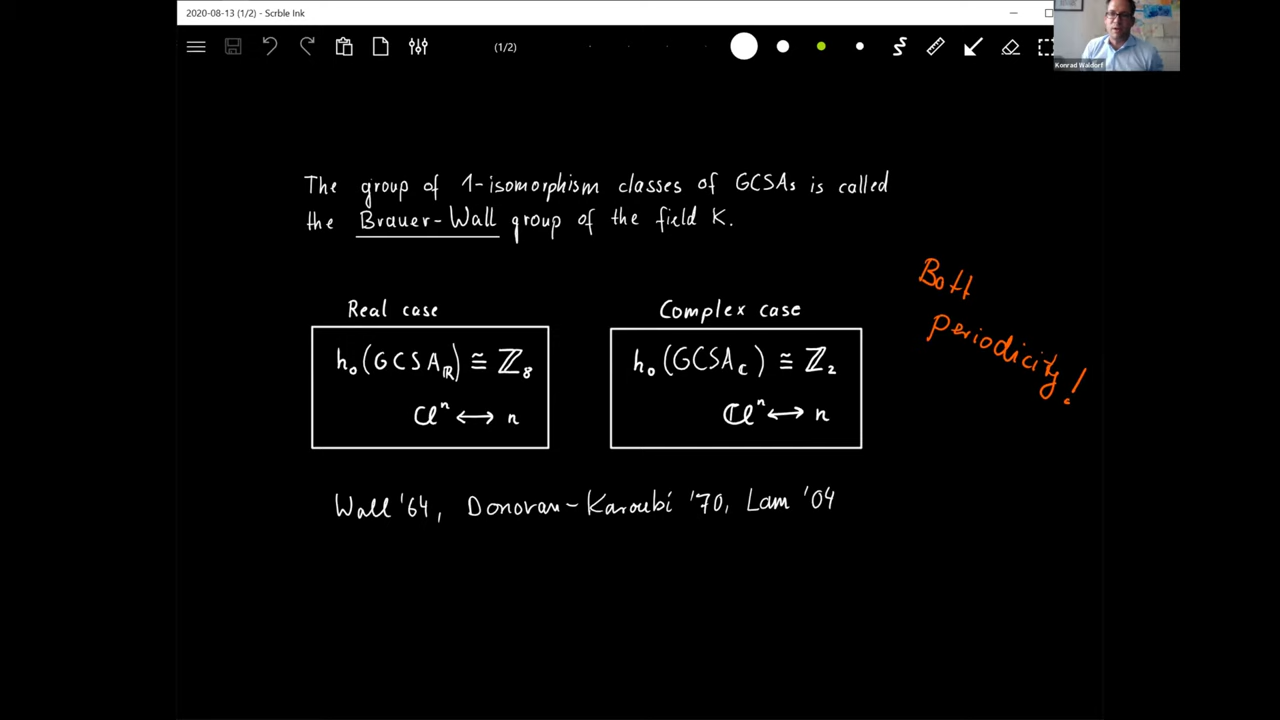 2020-08-13 (1/2) - Scrble Ink
(1/2)
Konrad Waldorf
The group of 1-isomorphism classes of GCSAs is called
the Brauer-Wall group of the field K.
Bott
periodicity!
Real case
h₀(GCSA_ℝ) ≅ ℤ₈
Clⁿ ⟷ n
Complex case
h₀(GCSA_ℂ) ≅ ℤ₂
ℂlⁿ ⟷ n
Wall '64, Donovan-Karoubi '70, Lam '04